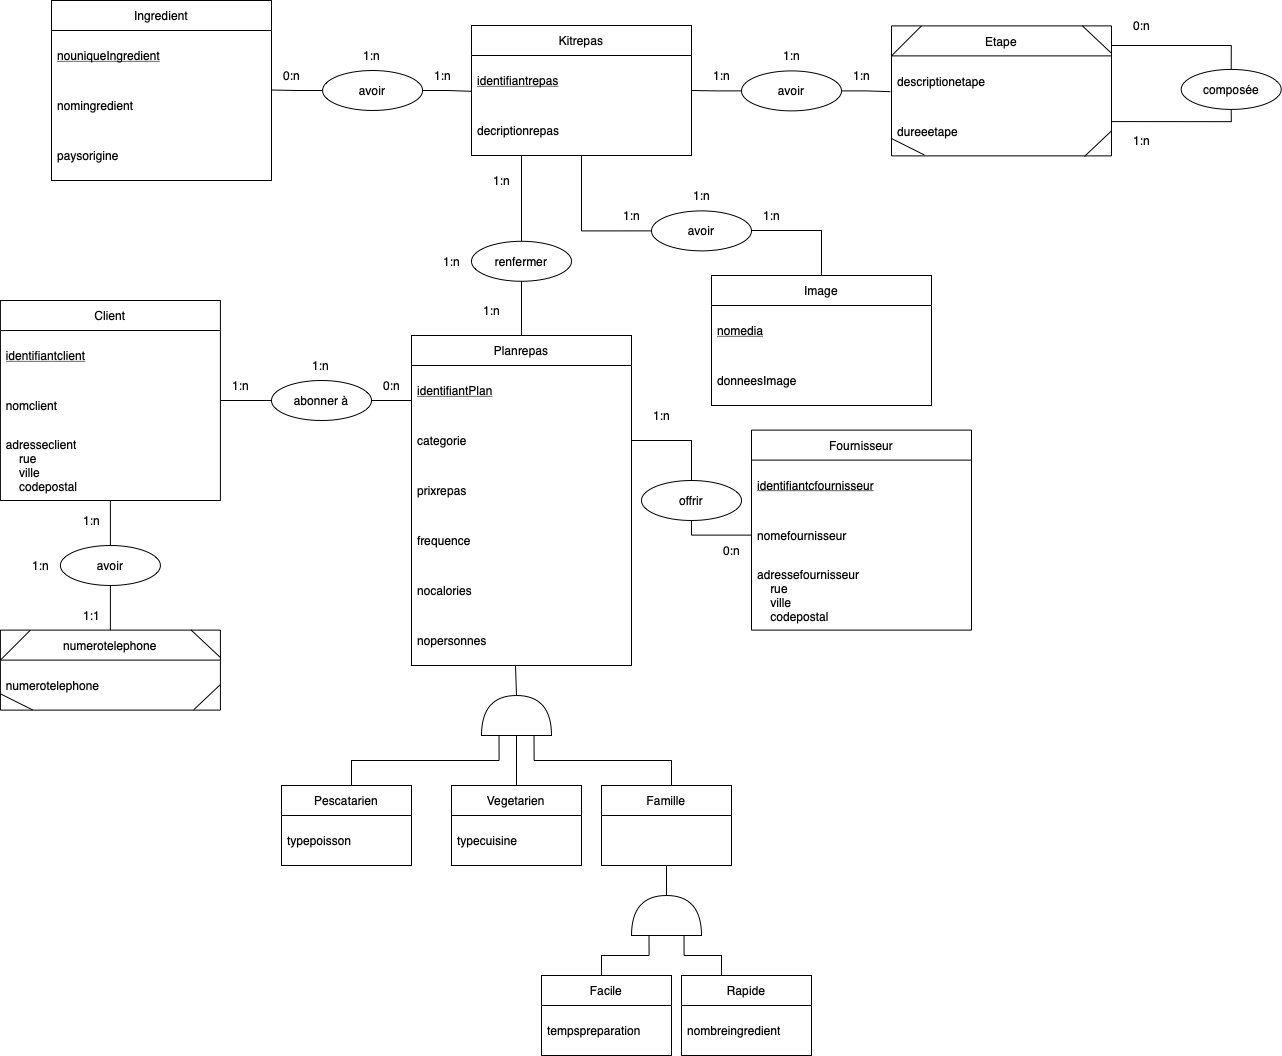 Ingredient
nouniqueIngredient
nomingredient
paysorigine
0:n
1:n
avoir
1:n
Kitrepas
identifiantrepas
decriptionrepas
1:n
1:n
avoir
1:n
Etape
descriptionetape
dureeetape
0:n
composée
1:n
1:n
renfermer
1:n
1:n
1:n
1:n
avoir
1:n
Image
nomedia
donneesImage
Client
identifiantclient
nomclient
adresseclient
rue
ville
codepostal
1:n
1:n
abonner à
0:n
Planrepas
identifiantPlan
categorie
prixrepas
frequence
nocalories
nopersonnes
1:n
offrir
0:n
Fournisseur
identifiantcfournisseur
nomefournisseur
adressefournisseur
rue
ville
codepostal
1:n
1:n
avoir
1:1
numerotelephone
numerotelephone
Pescatarien
typepoisson
Vegetarien
typecuisine
Famille
Facile
tempspreparation
Rapide
nombreingredient